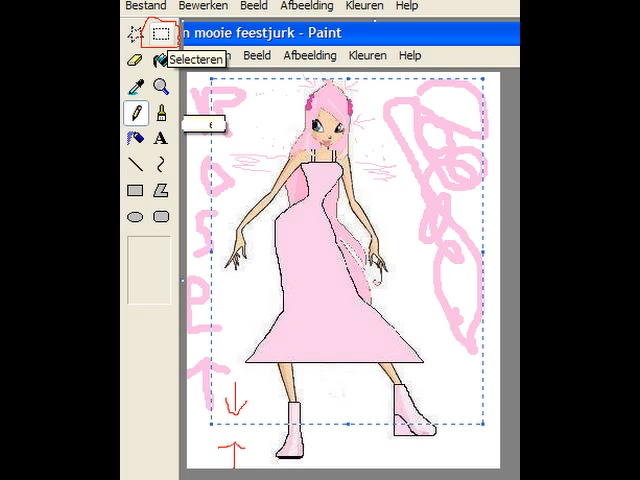 Bestand Bewerken Beeld Afbeelding Kleuren Help
n mooie feestjurk - Paint
n Beeld Afbeelding Kleuren Help
Selecteren
A